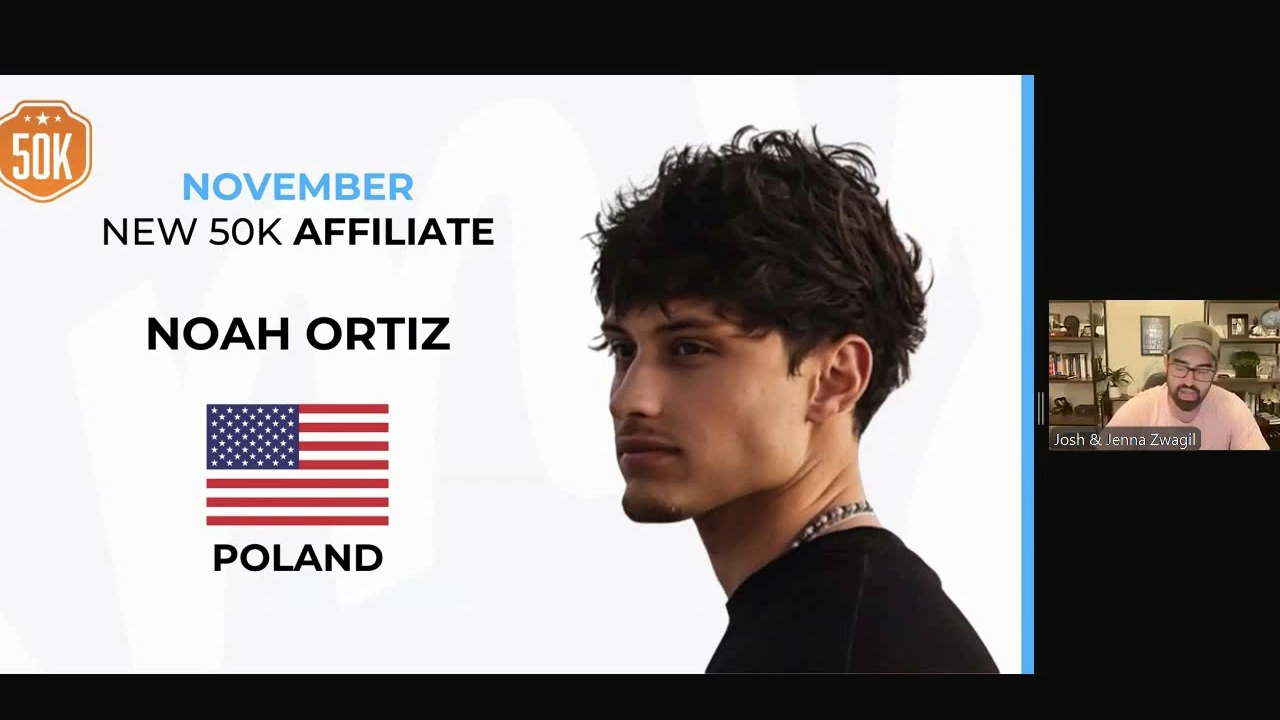 50K
NOVEMBER
NEW 50K AFFILIATE
NOAH ORTIZ
POLAND
Josh & Jenna Zwagil